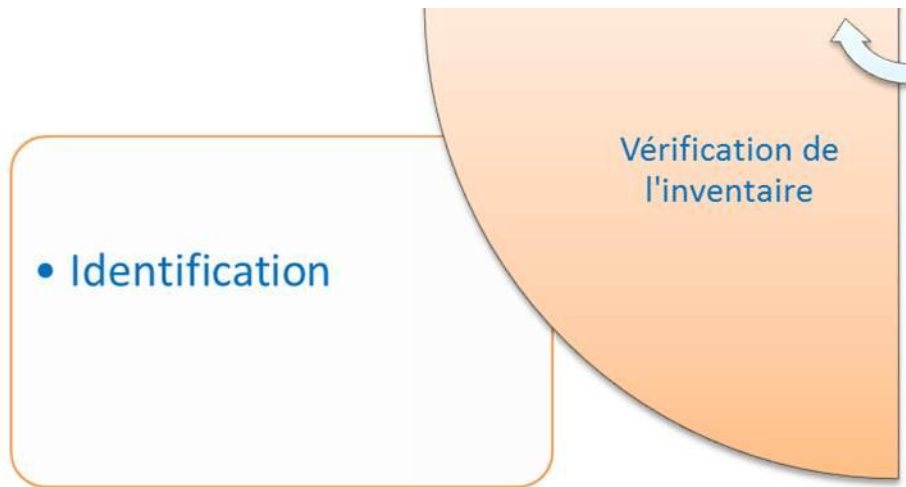 Vérification de
l'inventaire
• Identification